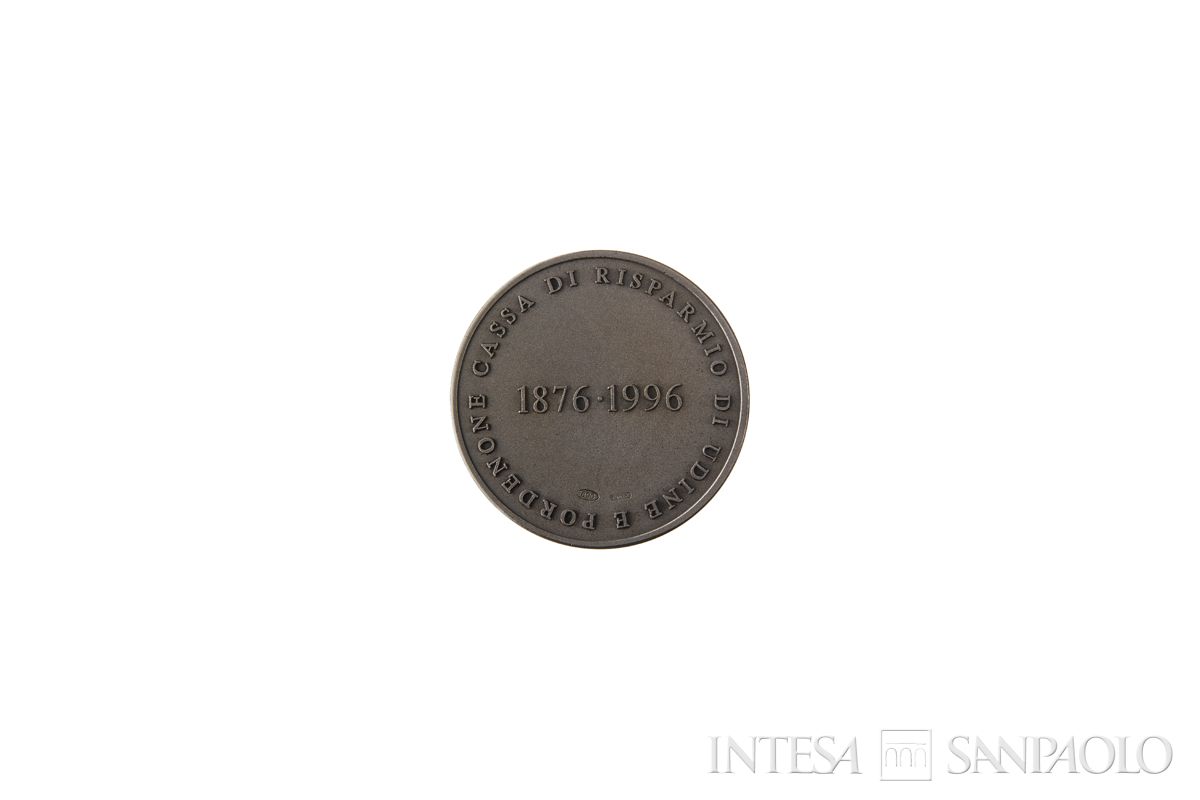 CASSA DI RISPARMIO DI UDINE E PORDENONE
1876·1996
INTESA SANPAOLO